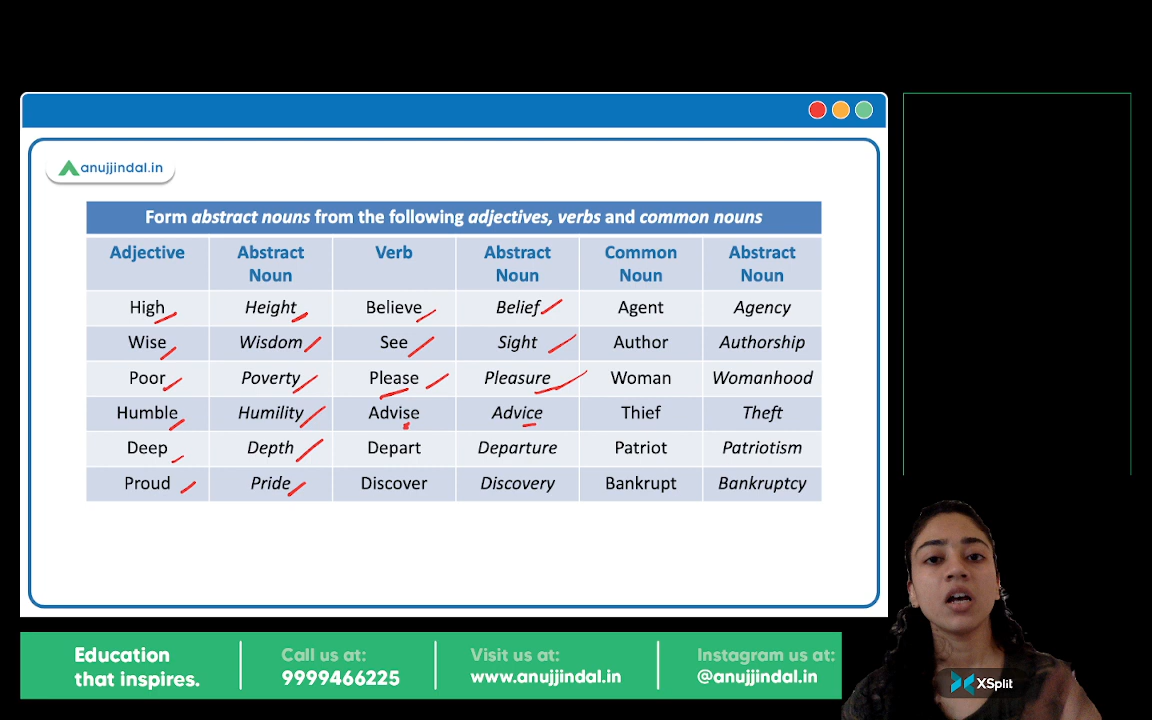 anujjindal.in
Form abstract nouns from the following adjectives, verbs and common nouns
Adjective Abstract Noun Verb Abstract Noun Common Noun Abstract Noun
High Height Believe Belief Agent Agency
Wise Wisdom See Sight Author Authorship
Poor Poverty Please Pleasure Woman Womanhood
Humble Humility Advise Advice Thief Theft
Deep Depth Depart Departure Patriot Patriotism
Proud Pride Discover Discovery Bankrupt Bankruptcy
Education that inspires.
Call us at:
9999466225
Visit us at:
www.anujjindal.in
Instagram us at:
@anujjindal.in
XSplit